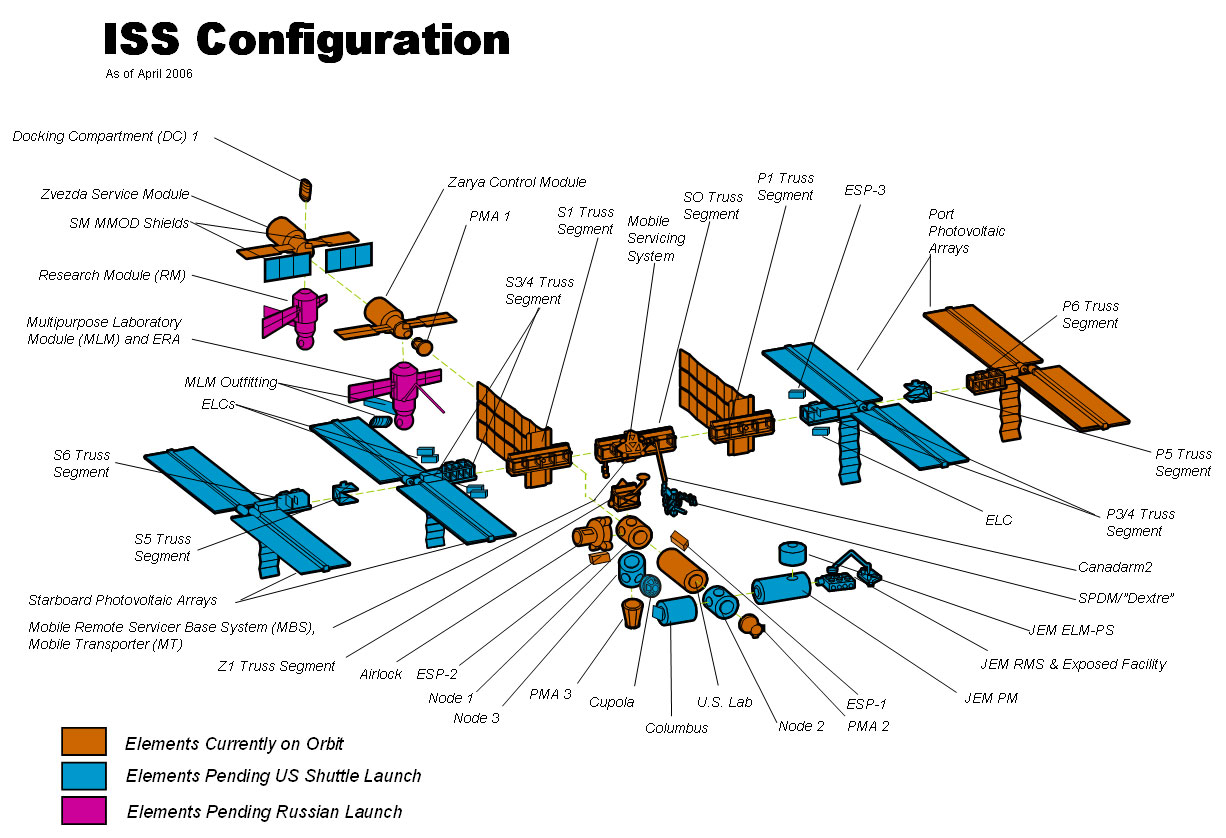 ISS Configuration
As of April 2006
Docking Compartment (DC) 1
Zvezda Service Module
SM MMOD Shields
Research Module (RM)
Multipurpose Laboratory
Module (MLM) and ERA
MLM Outfitting
ELCs
S6 Truss
Segment
S5 Truss
Segment
Starboard Photovoltaic Arrays
Mobile Remote Servicer Base System (MBS),
Mobile Transporter (MT)
Z1 Truss Segment
Airlock
ESP-2
Node 1
Node 3
PMA 3
Cupola
Columbus
U.S. Lab
Node 2
ESP-1
PMA 2
JEM PM
JEM RMS & Exposed Facility
JEM ELM-PS
SPDM/"Dextre"
Canadarm2
P3/4 Truss
Segment
ELC
P5 Truss
Segment
P6 Truss
Segment
Port
Photovoltaic
Arrays
ESP-3
P1 Truss
Segment
SO Truss
Segment
Mobile
Servicing
System
S1 Truss
Segment
S3/4 Truss
Segment
PMA 1
Zarya Control Module
Elements Currently on Orbit
Elements Pending US Shuttle Launch
Elements Pending Russian Launch